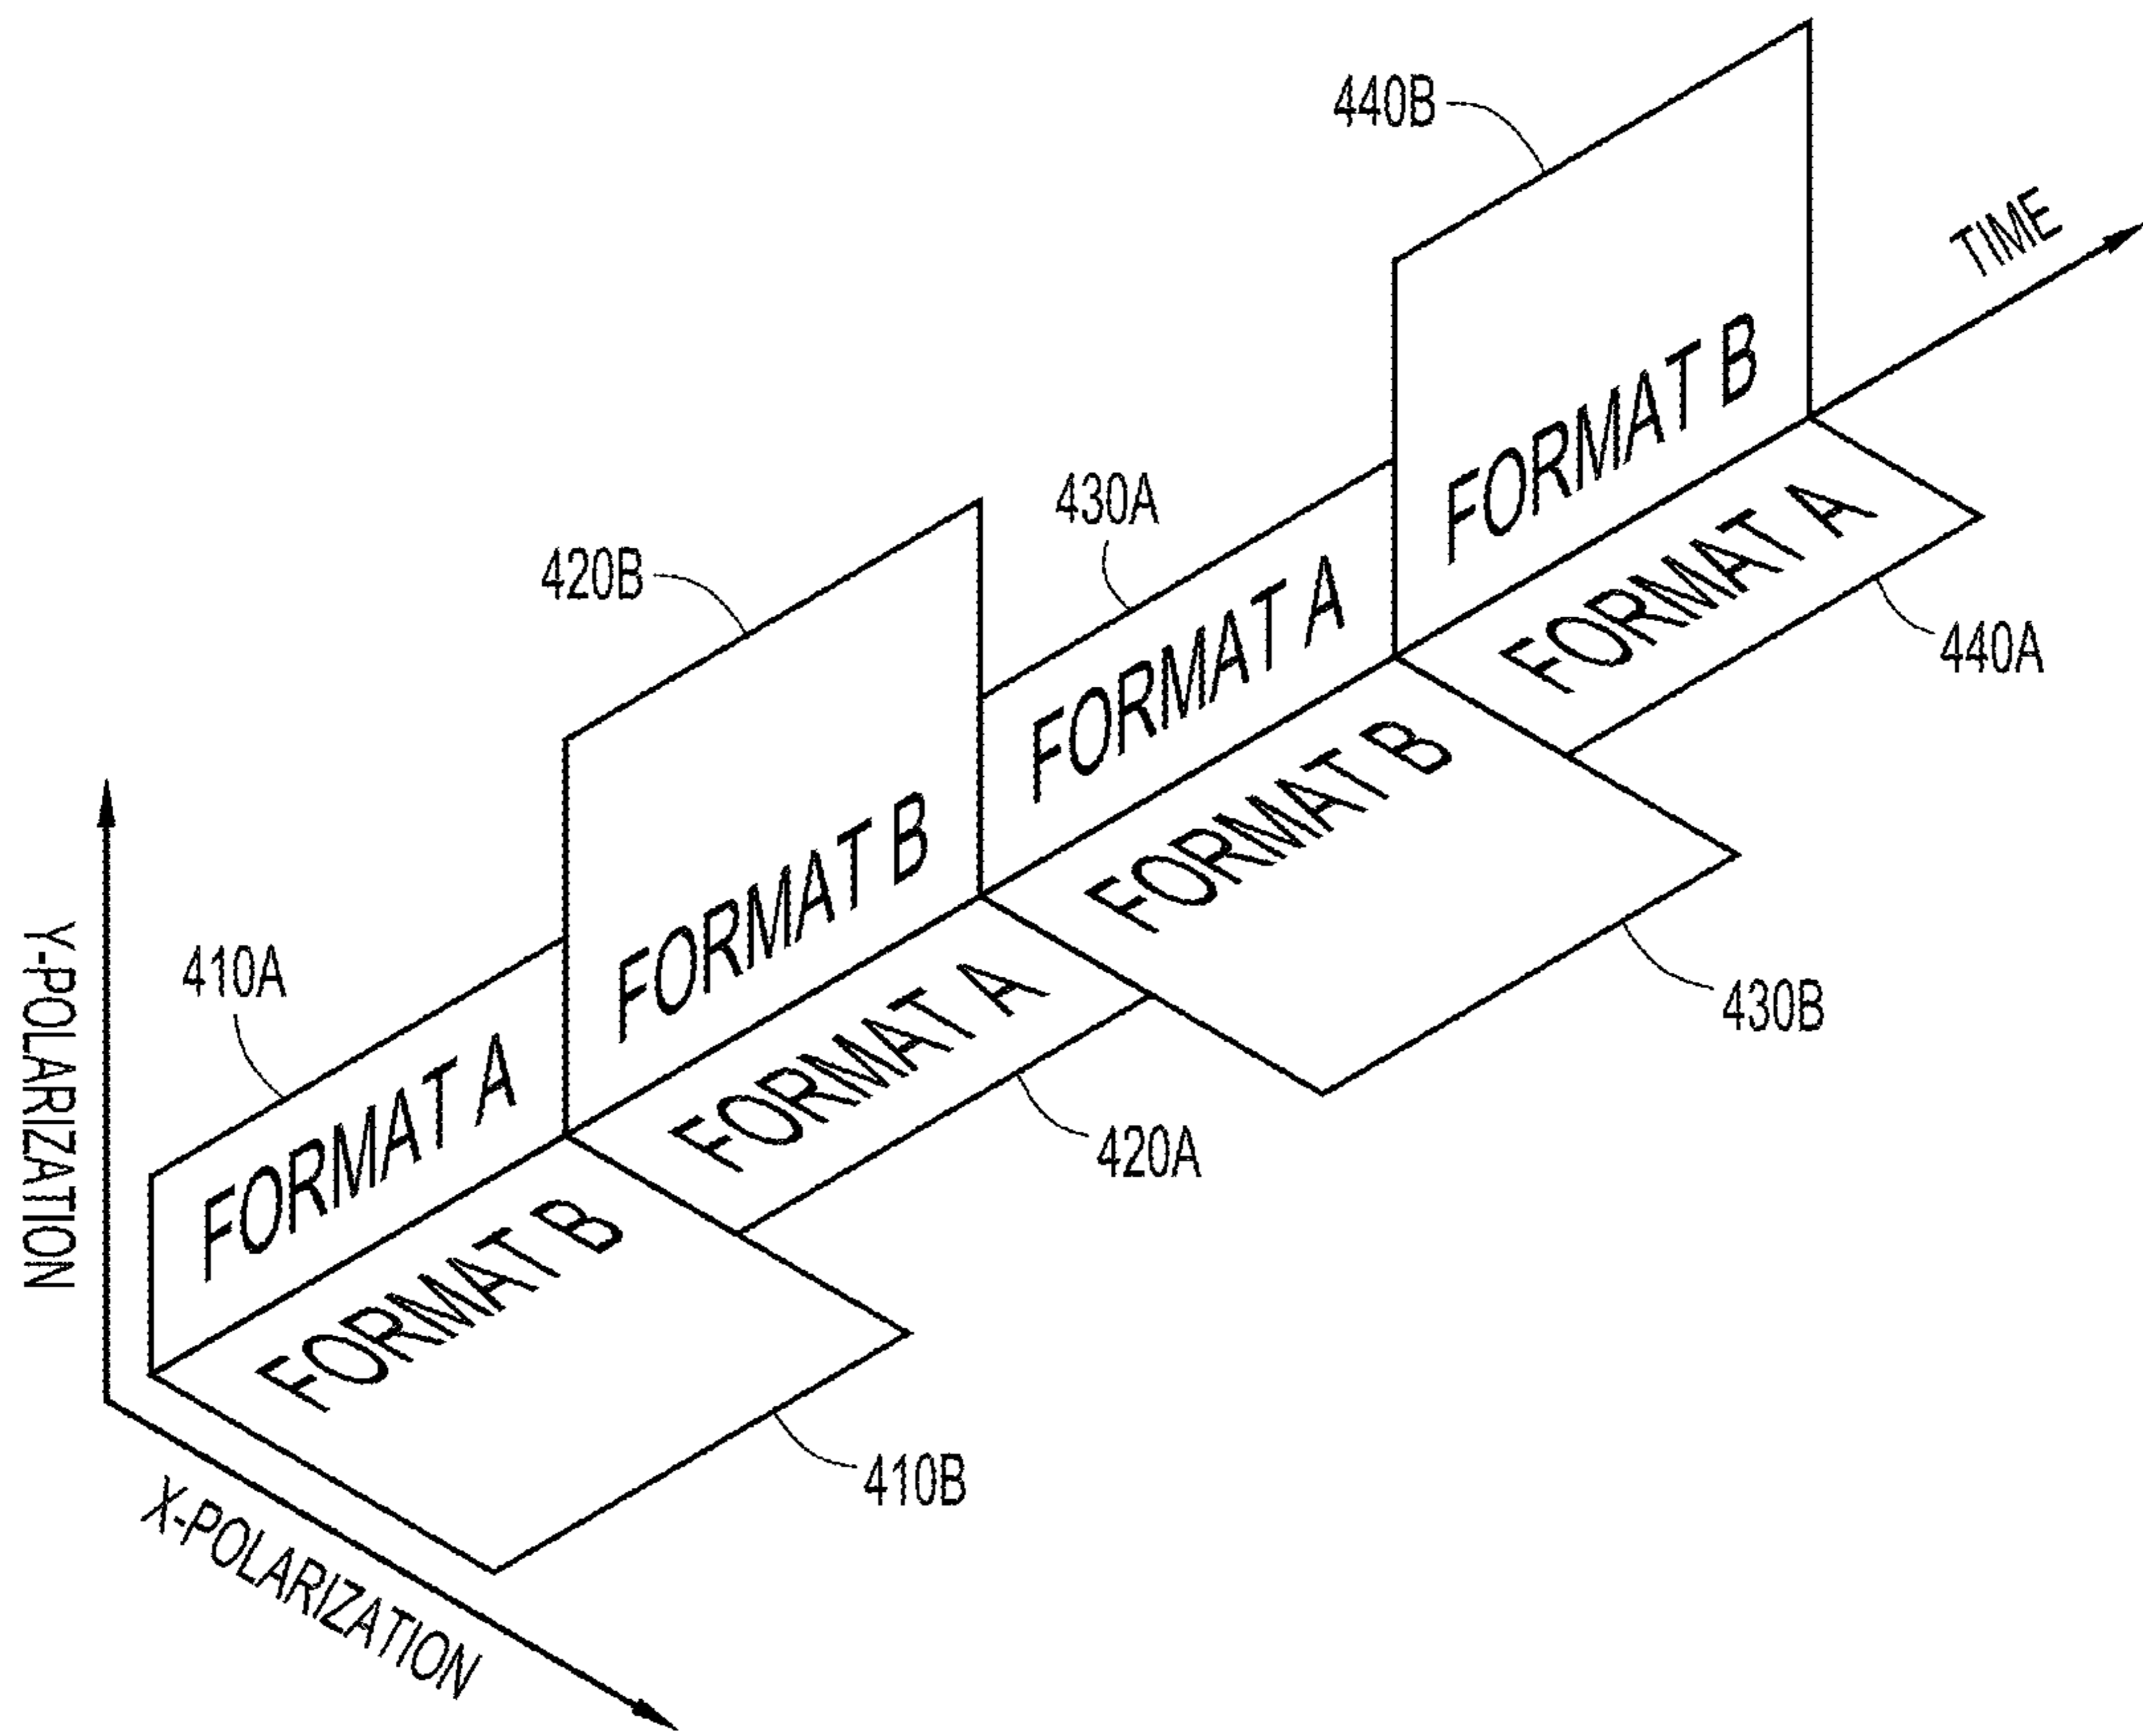 440B
TIME
FORMAT B
430A
420B
FORMAT A
FORMAT A
440A
FORMAT B
FORMAT B
410A
FORMAT A
430B
Y-POLARIZATION
FORMAT A
420A
FORMAT B
410B
X-POLARIZATION